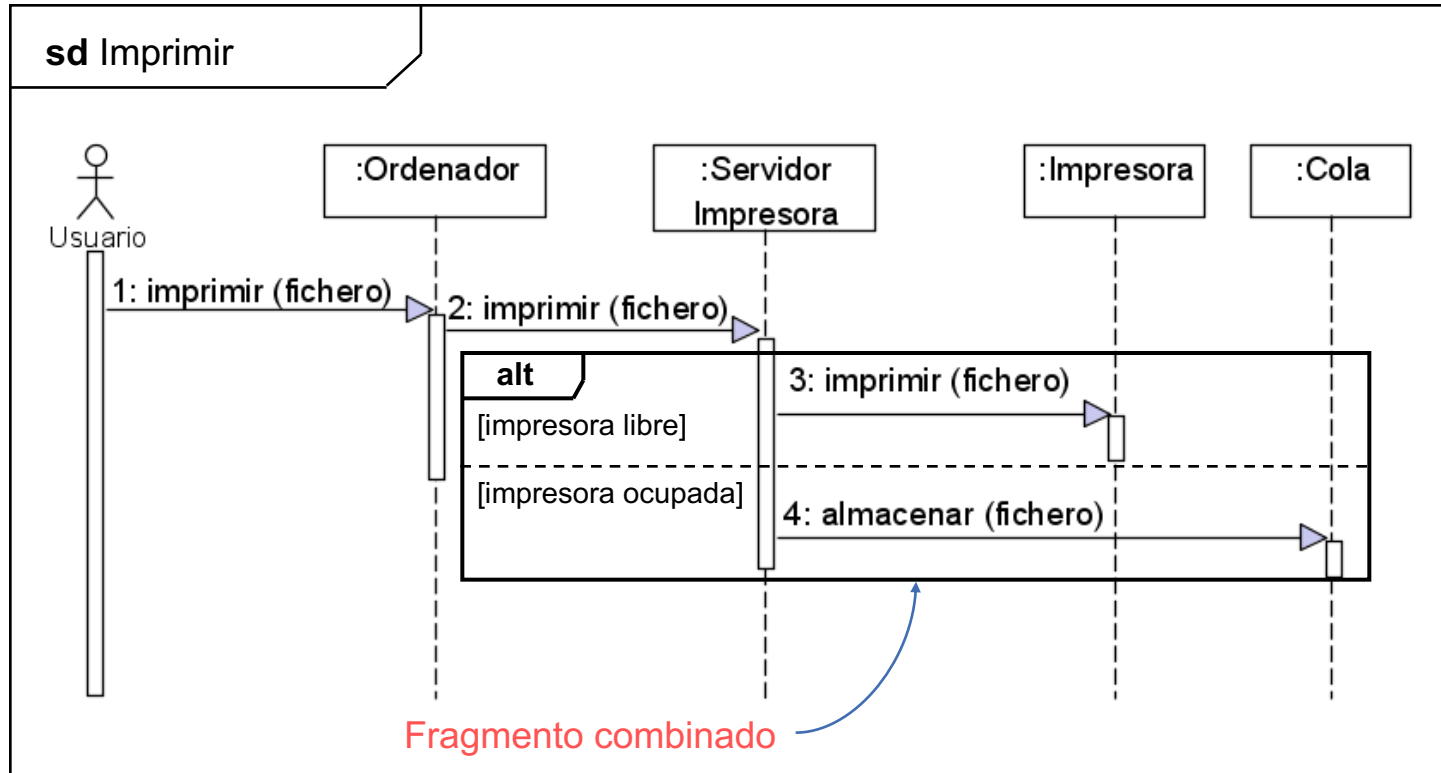 sd Imprimir
Usuario
:Ordenador
:Servidor
Impresora
:Impresora
:Cola
1: imprimir (fichero)
2: imprimir (fichero)
alt
3: imprimir (fichero)
[impresora libre]
[impresora ocupada]
4: almacenar (fichero)
Fragmento combinado